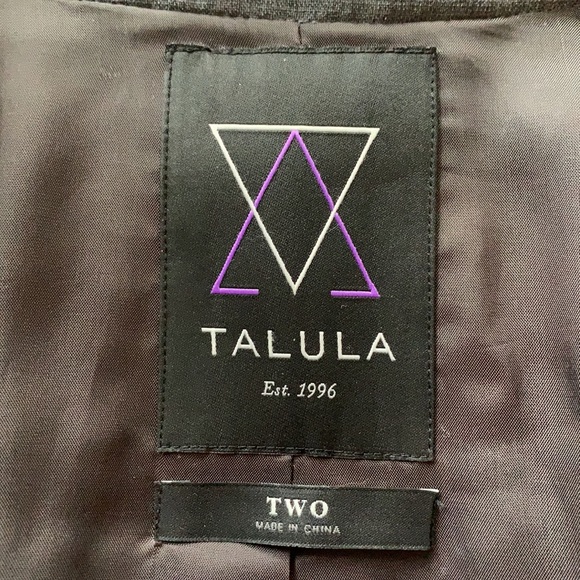 TALULA
Est. 1996
TWO
MADE IN CHINA